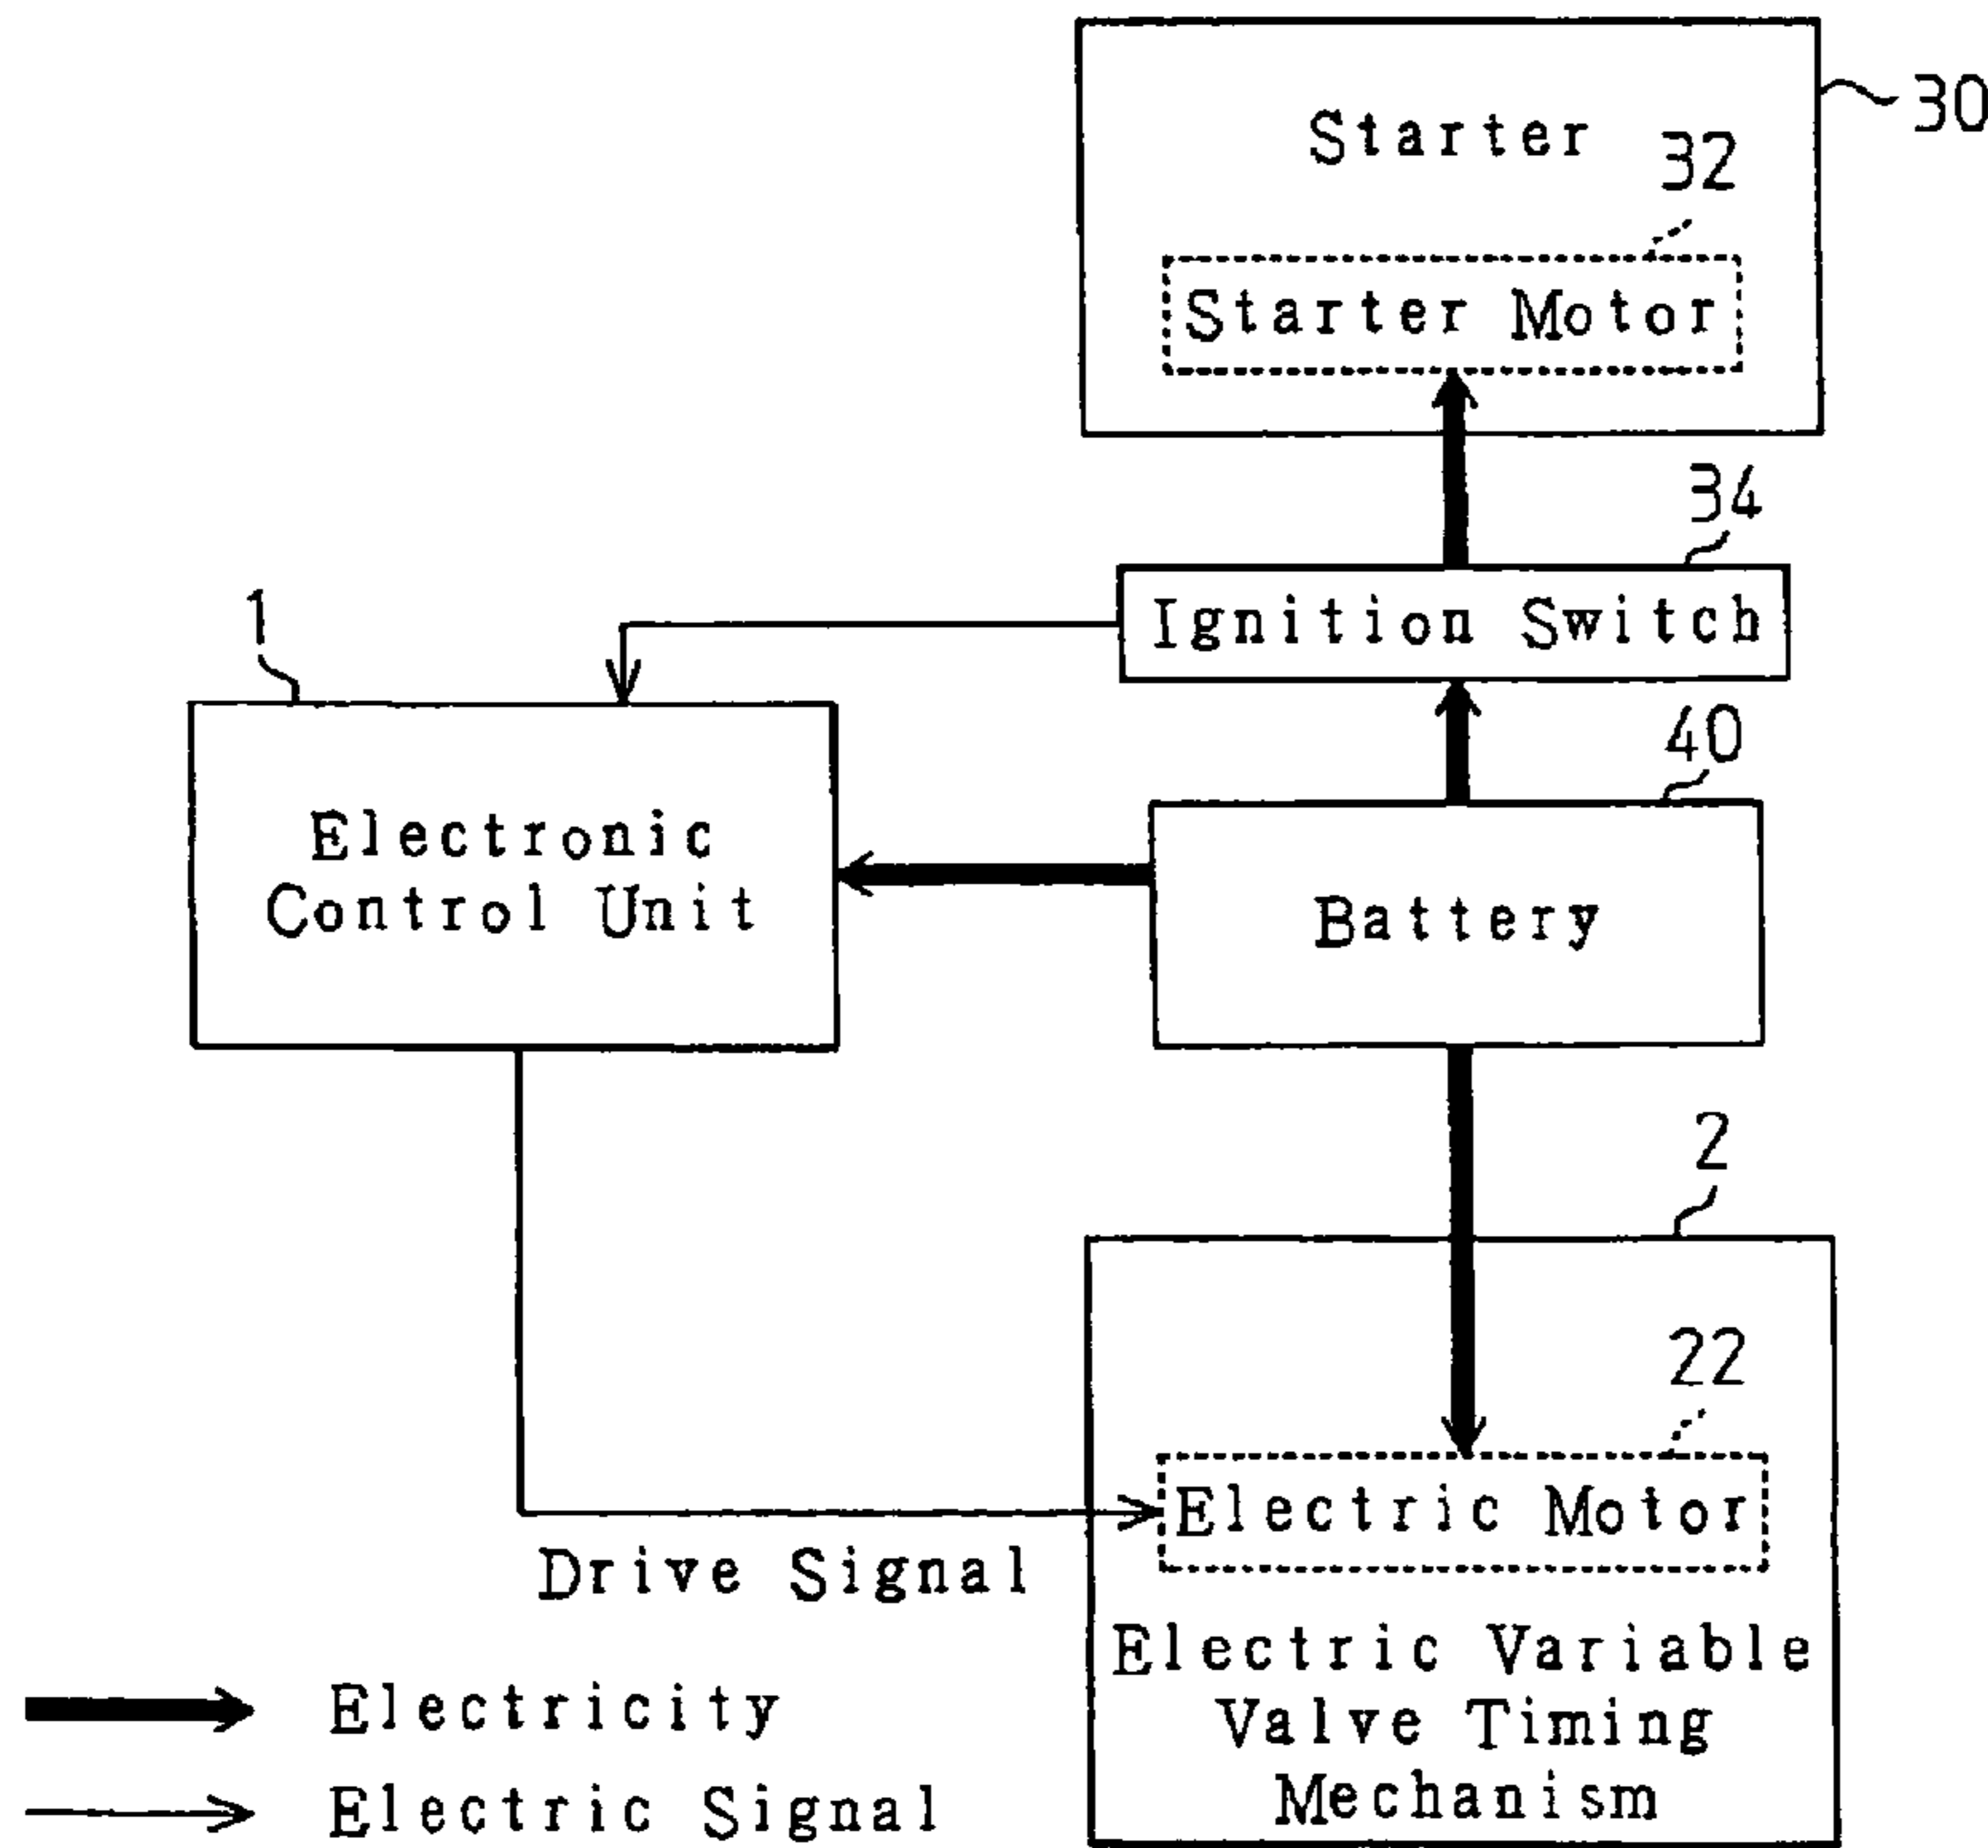 30
Starter
32
Starter Motor
34
Ignition Switch
1
40
Electronic
Control Unit
Battery
2
22
Electric Motor
Drive Signal
Electric Variable
Valve Timing
Mechanism
Electricity
Electric Signal